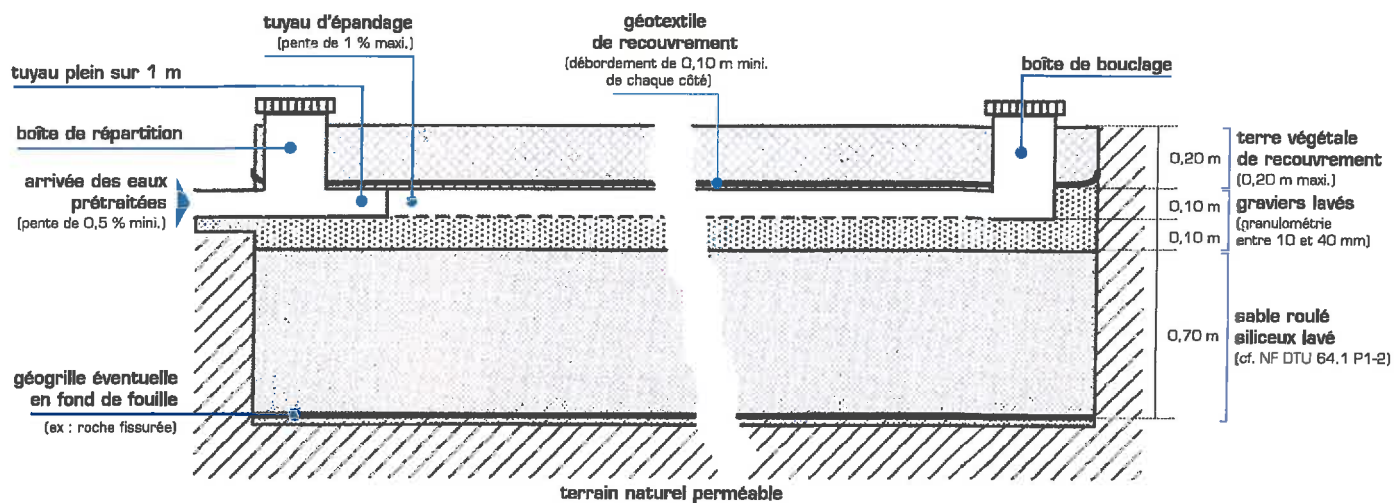 tuyau d'épandage
(pente de 1 % maxi.)
géotextile
de recouvrement
(débordement de 0,10 m mini.
de chaque côté)
boîte de bouclage
tuyau plein sur 1 m
boîte de répartition
arrivée des eaux
prétraitées
(pente de 0,5 % mini.)
0,20 m
terre végétale
de recouvrement
(0,20 m maxi.)
0,10 m
0,10 m
graviers lavés
(granulométrie
entre 10 et 40 mm)
0,70 m
sable roulé
siliceux lavé
(cf. NF DTU 64.1 P1-2)
géogrille éventuelle
en fond de fouille
(ex : roche fissurée)
terrain naturel perméable